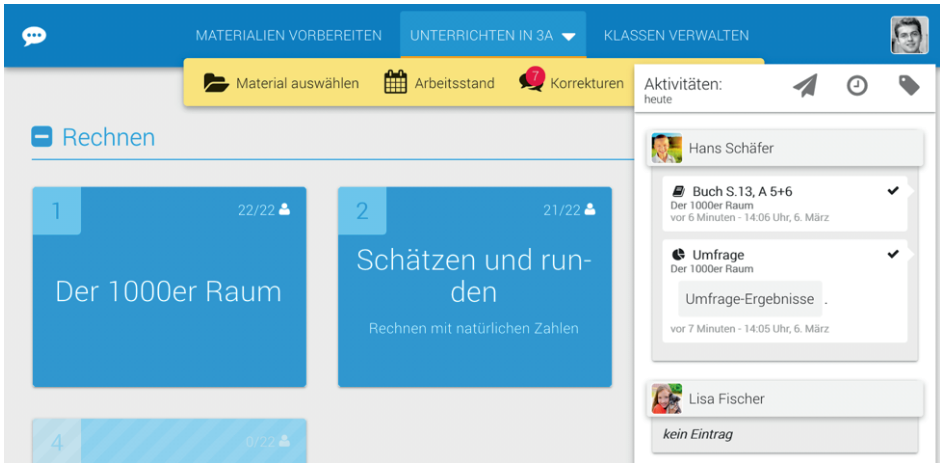 MATERIALIEN VORBEREITEN
UNTERRICHTEN IN 3A
KLASSEN VERWALTEN
Material auswählen
Arbeitsstand
7
Korrekturen
Rechnen
1
22/22
Der 1000er Raum
2
21/22
Schätzen und run-
den
Rechnen mit natürlichen Zahlen
4
0/22
Aktivitäten:
heute
Hans Schäfer
Buch S.13, A 5+6
Der 1000er Raum
vor 6 Minuten - 14:06 Uhr, 6. März
Umfrage
Der 1000er Raum
Umfrage-Ergebnisse .
vor 7 Minuten - 14:05 Uhr, 6. März
Lisa Fischer
kein Eintrag